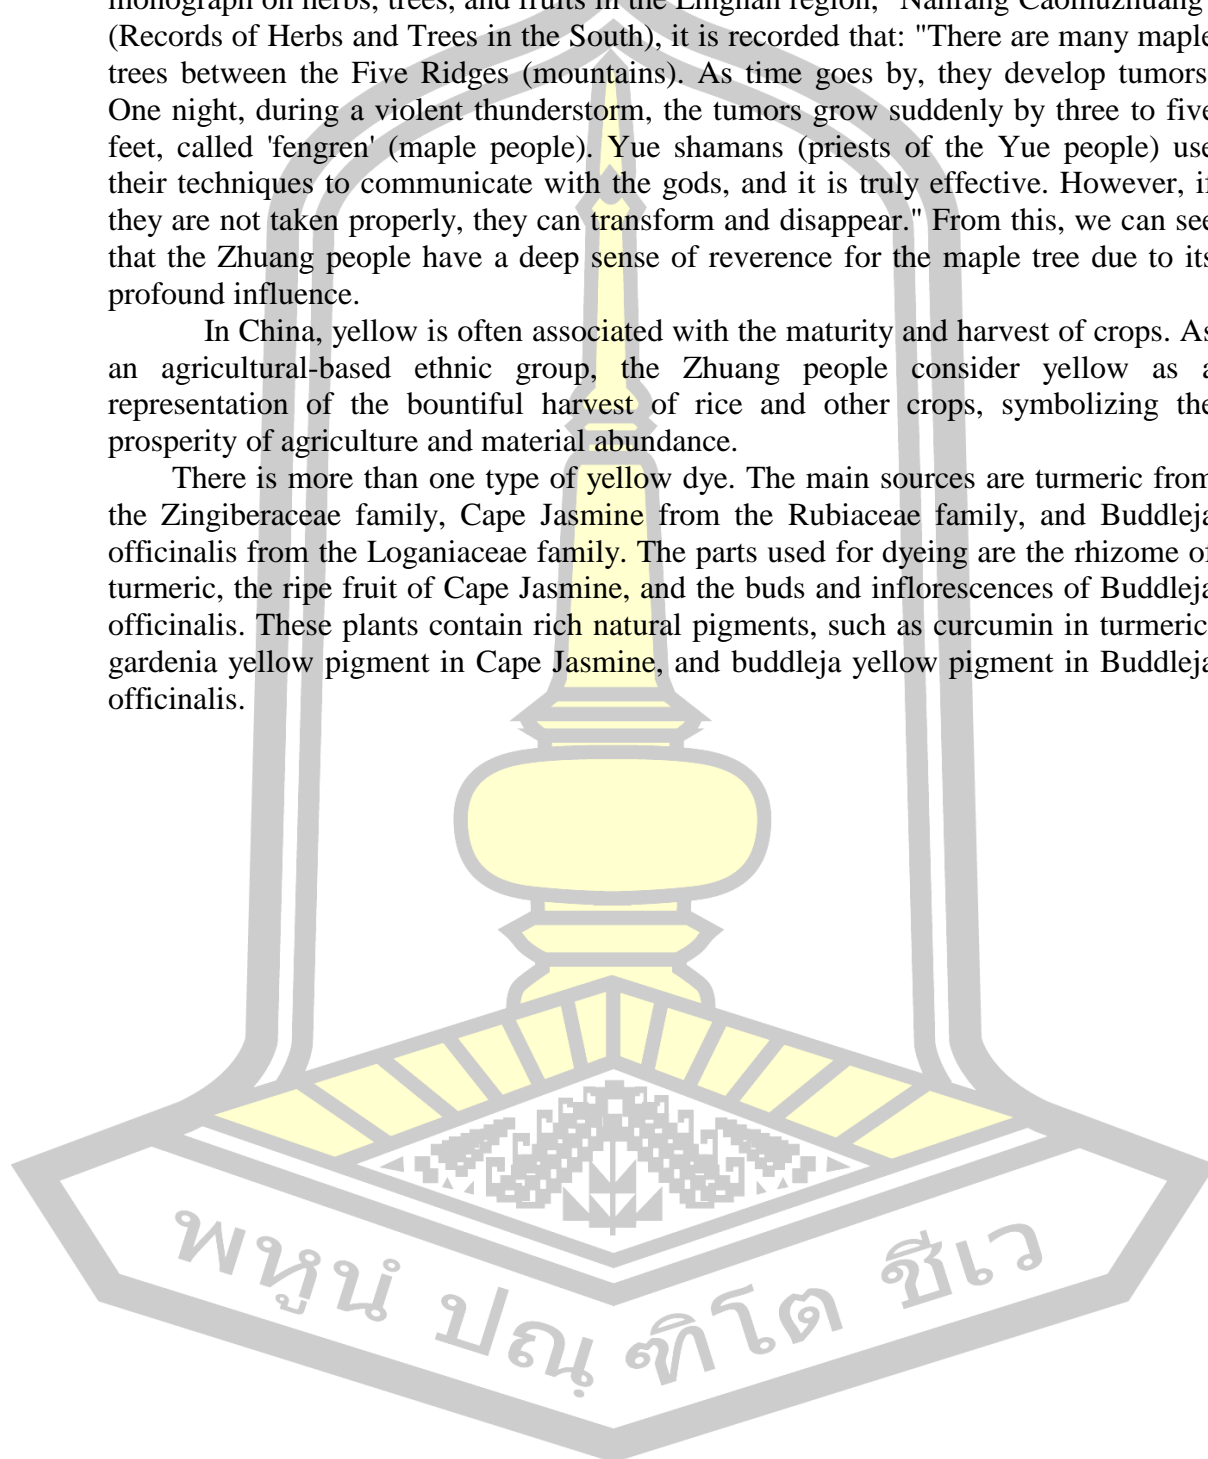 monograph on herbs, trees, and fruits in the Lingnan region, "Nanfang Caomuzhuang"
(Records of Herbs and Trees in the South), it is recorded that: "There are many maple
trees between the Five Ridges (mountains). As time goes by, they develop tumors.
One night, during a violent thunderstorm, the tumors grow suddenly by three to five
feet, called 'fengren' (maple people). Yue shamans (priests of the Yue people) use
their techniques to communicate with the gods, and it is truly effective. However, if
they are not taken properly, they can transform and disappear." From this, we can see
that the Zhuang people have a deep sense of reverence for the maple tree due to its
profound influence.
In China, yellow is often associated with the maturity and harvest of crops. As
an agricultural-based ethnic group, the Zhuang people consider yellow as a
representation of the bountiful harvest of rice and other crops, symbolizing the
prosperity of agriculture and material abundance.
There is more than one type of yellow dye. The main sources are turmeric from
the Zingiberaceae family, Cape Jasmine from the Rubiaceae family, and Buddleja
officinalis from the Loganiaceae family. The parts used for dyeing are the rhizome of
turmeric, the ripe fruit of Cape Jasmine, and the buds and inflorescences of Buddleja
officinalis. These plants contain rich natural pigments, such as curcumin in turmeric,
gardenia yellow pigment in Cape Jasmine, and buddleja yellow pigment in Buddleja
officinalis.
พหูนํ ปณฺฑิโต ชีเว